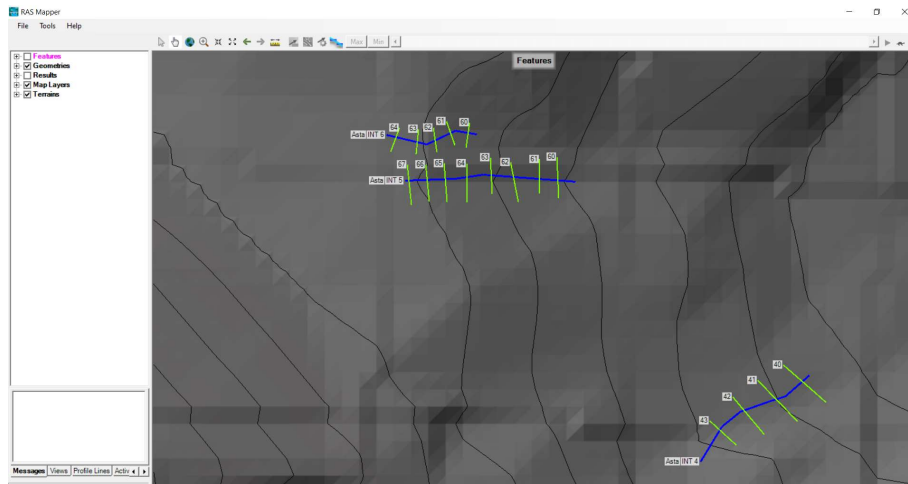 RAS Mapper
File Tools Help
Max Min
Features
Geometries
Results
Map Layers
Terrains
Features
64 63 62 61 60
Asta|INT 6
67 66 65 64 63 62 61 60
Asta|INT 5
40
41
42
43
Asta|INT 4
Messages Views Profile Lines Activ